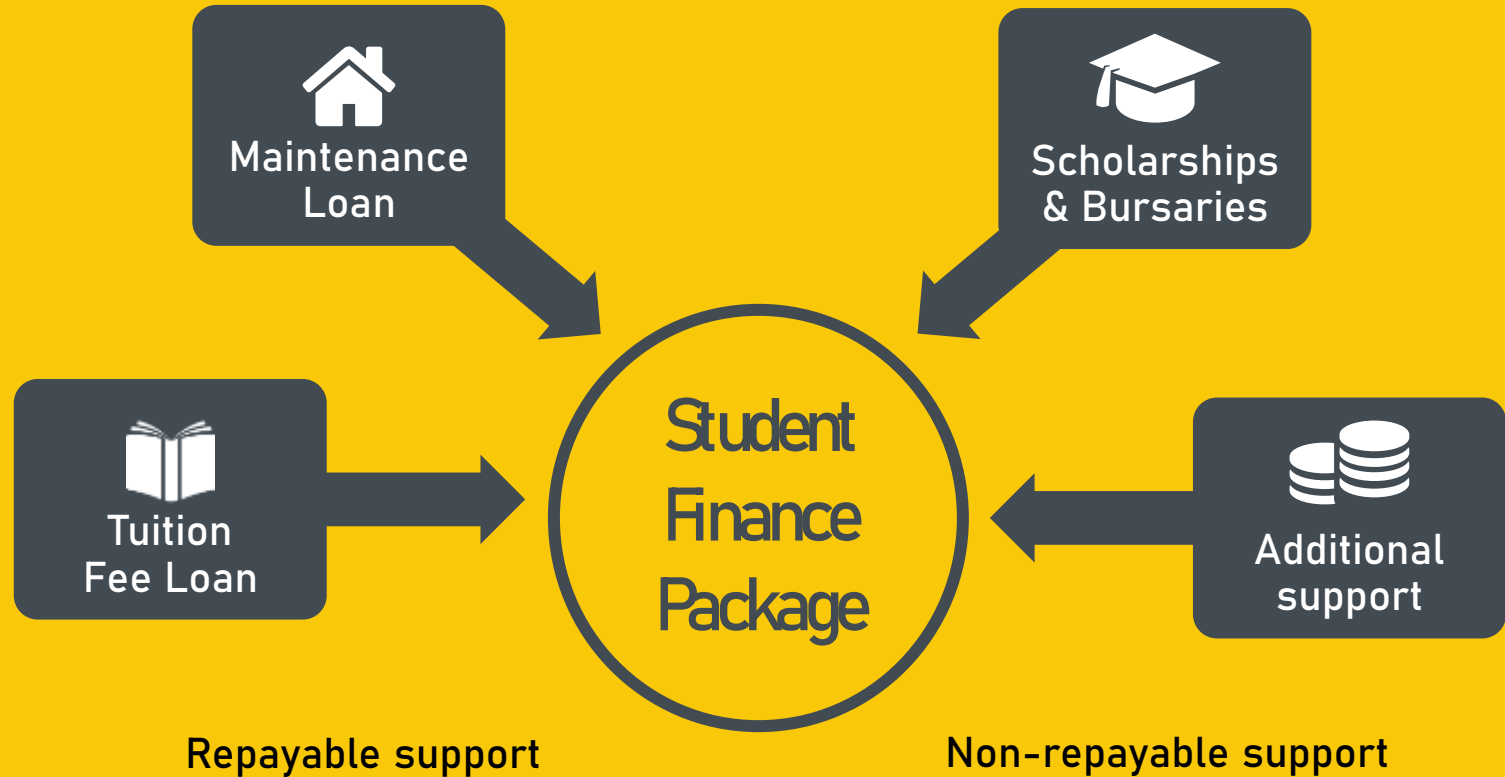 Maintenance
Loan
Scholarships
& Bursaries
Tuition
Fee Loan
Student
Finance
Package
Additional
support
Repayable support
Non-repayable support